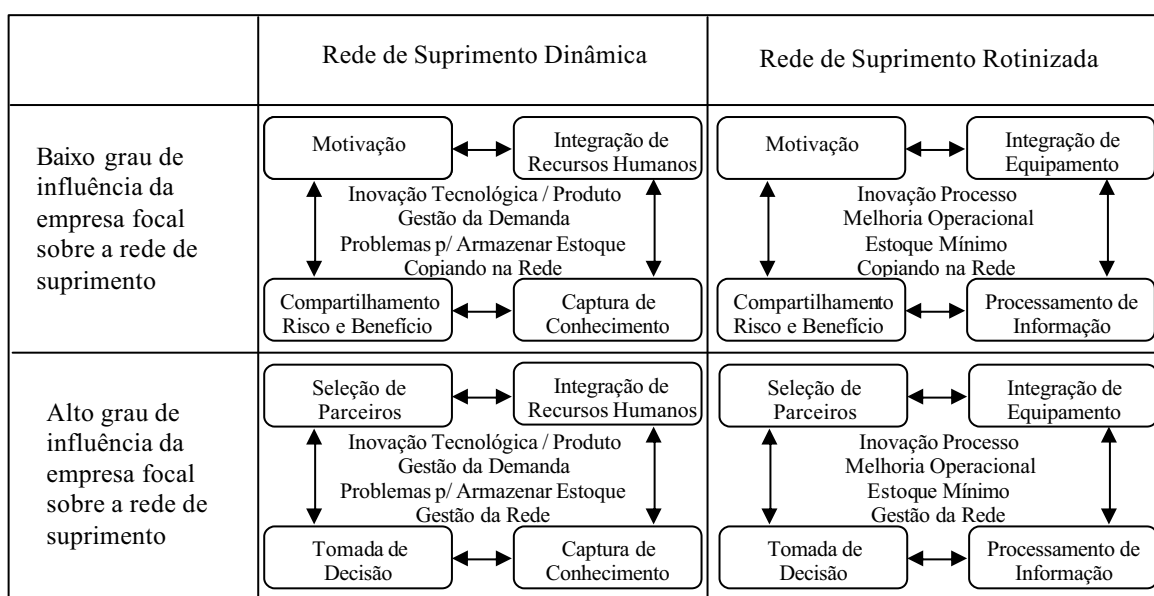 Rede de Suprimento Dinâmica
Rede de Suprimento Rotinizada
Baixo grau de
influência da
empresa focal
sobre a rede de
suprimento
Motivação
Integração de
Recursos Humanos
Inovação Tecnológica / Produto
Gestão da Demanda
Problemas p/ Armazenar Estoque
Copiando na Rede
Compartilhamento
Risco e Benefício
Captura de
Conhecimento
Motivação
Integração de
Equipamento
Inovação Processo
Melhoria Operacional
Estoque Mínimo
Copiando na Rede
Compartilhamento
Risco e Benefício
Processamento de
Informação
Alto grau de
influência da
empresa focal
sobre a rede de
suprimento
Seleção de
Parceiros
Integração de
Recursos Humanos
Inovação Tecnológica / Produto
Gestão da Demanda
Problemas p/ Armazenar Estoque
Gestão da Rede
Tomada de
Decisão
Captura de
Conhecimento
Seleção de
Parceiros
Integração de
Equipamento
Inovação Processo
Melhoria Operacional
Estoque Mínimo
Gestão da Rede
Tomada de
Decisão
Processamento de
Informação